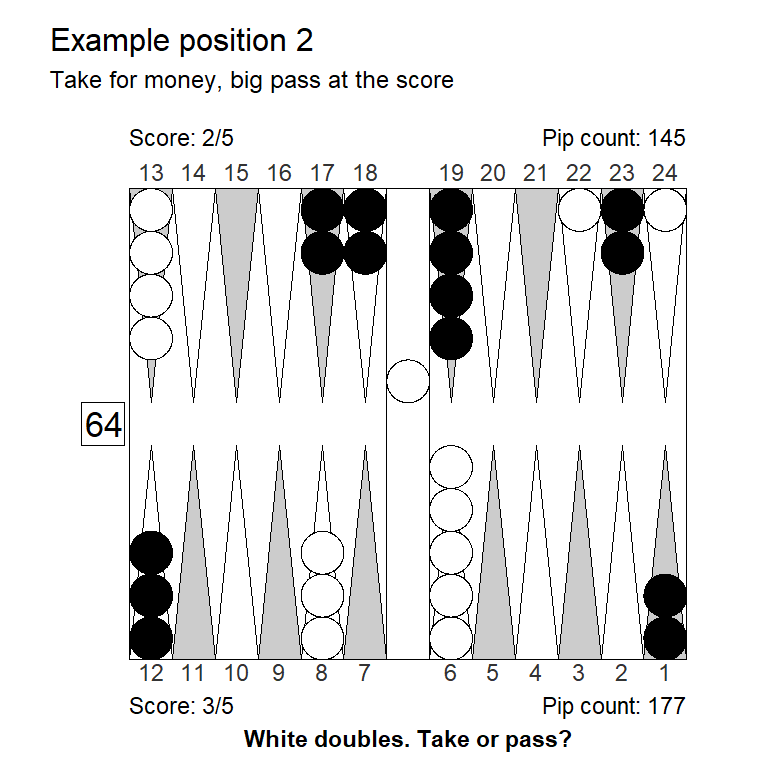 Example position 2
Take for money, big pass at the score
Score: 2/5 Pip count: 145
13 14 15 16 17 18 19 20 21 22 23 24
64
12 11 10 9 8 7 6 5 4 3 2 1
Score: 3/5 Pip count: 177
White doubles. Take or pass?